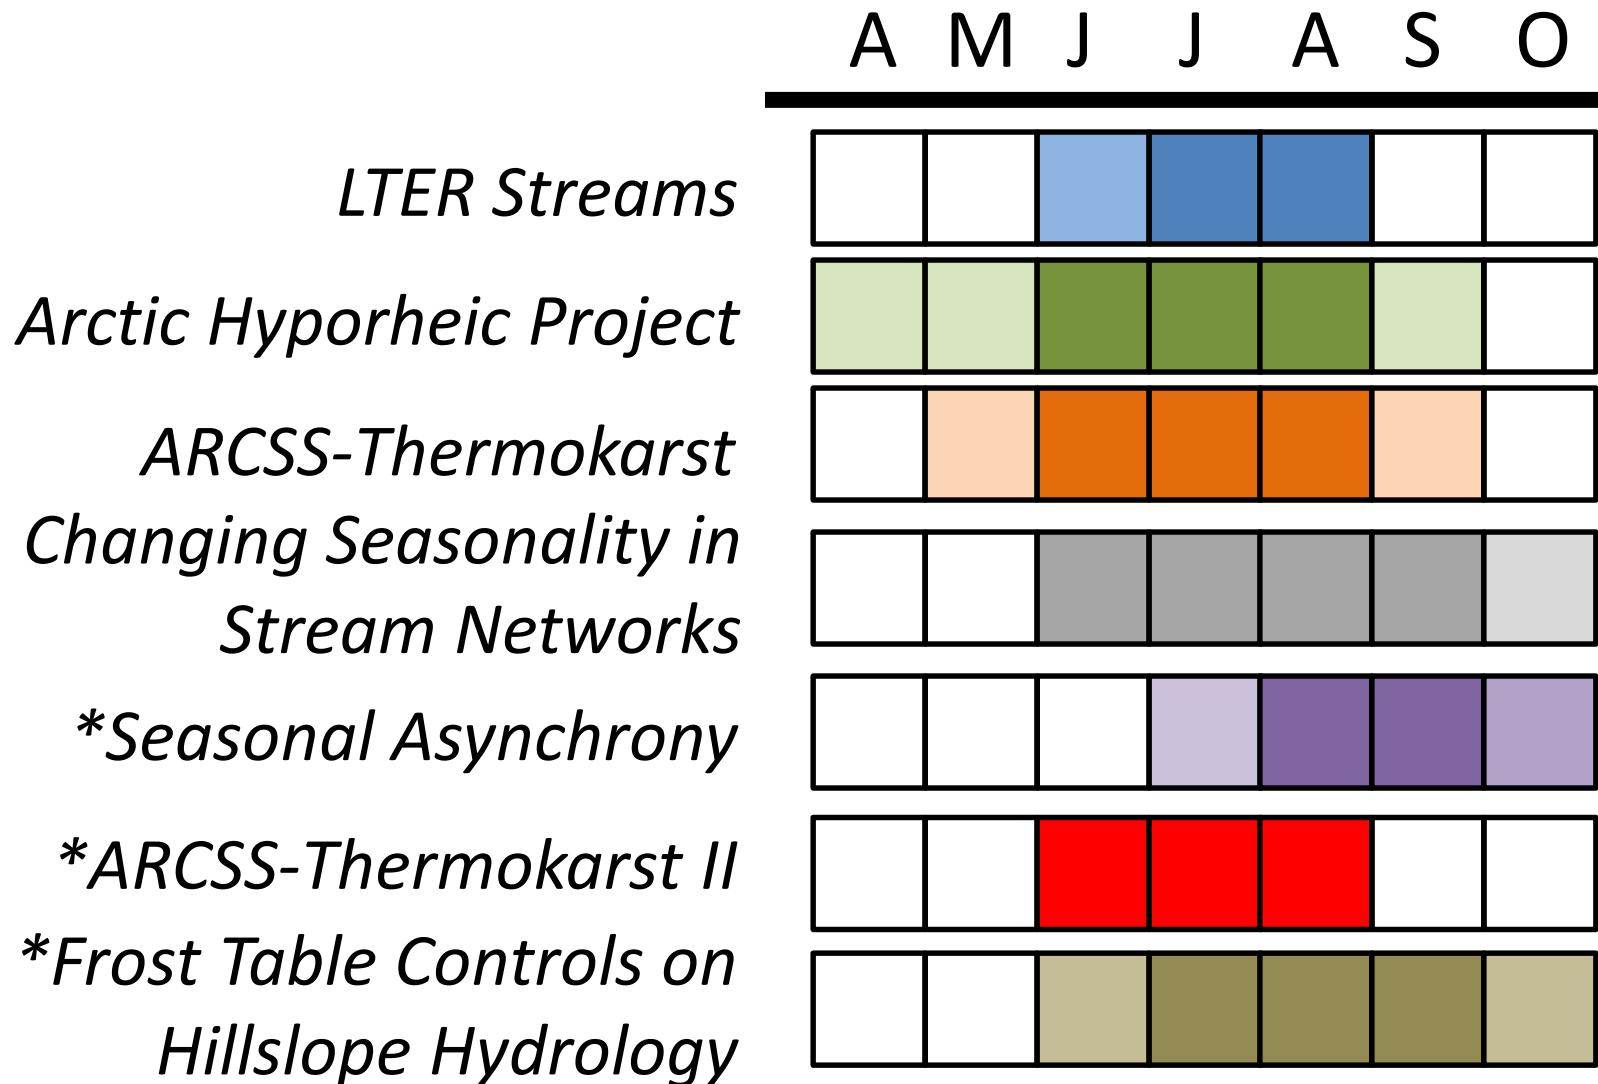 A M J J A S O
LTER Streams
Arctic Hyporheic Project
ARCSS-Thermokarst
Changing Seasonality in
Stream Networks
*Seasonal Asynchrony
*ARCSS-Thermokarst II
*Frost Table Controls on
Hillslope Hydrology